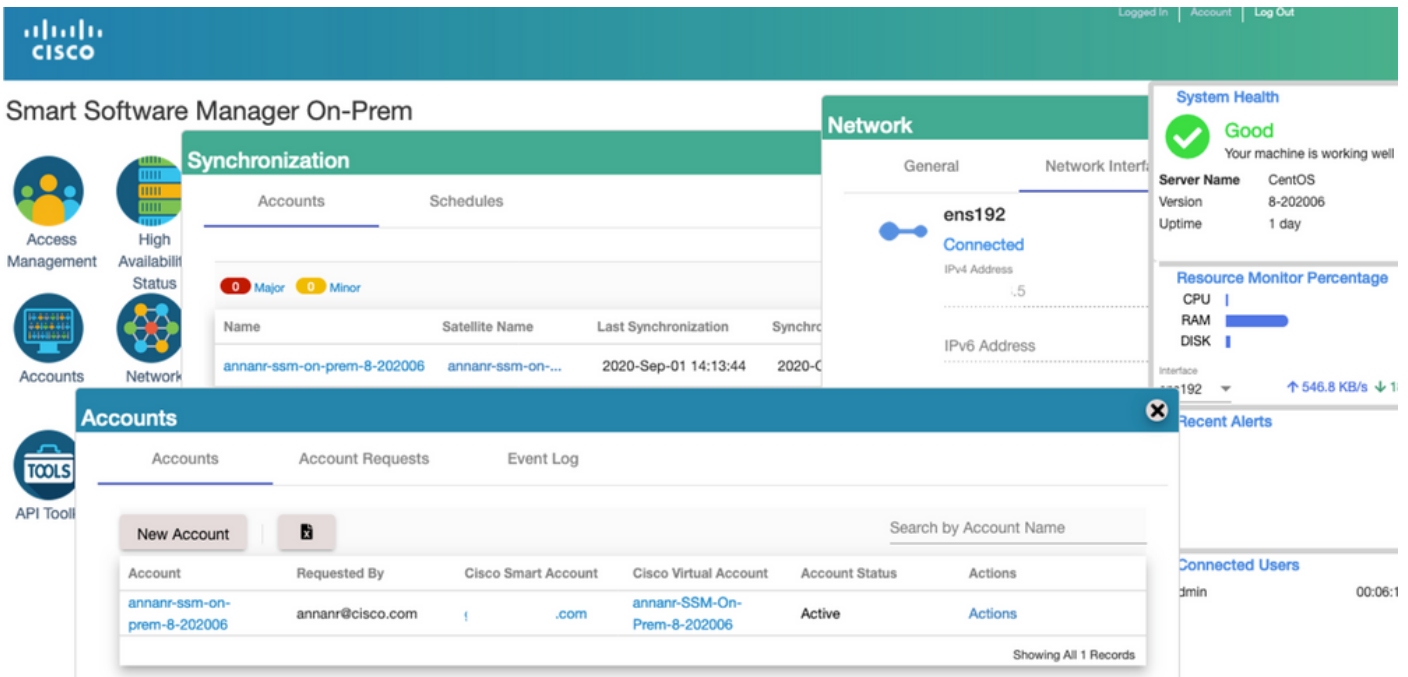 Logged In | Account | Log Out
CISCO
Smart Software Manager On-Prem
Access
Management
High
Status
Accounts
Network
TOOLS
API
Synchronization
Accounts Schedules
0 Major 0 Minor
Name Satellite Name Last Synchronization
annanr-ssm-on-prem-8-202006 annanr-ssm-on-... 2020-Sep-01 14:13:44
Network
General Network
ens192
Connected
IPv4 Address
.5
IPv6 Address
System Health
Good
Your machine is working well
Server Name CentOS
Version 8-202006
Uptime 1 day
Resource Monitor Percentage
CPU
RAM
DISK
Interface
↑ 546.8 KB/s
Recent Alerts
Connected Users
00:06:1
Accounts
Accounts Account Requests Event Log
New Account
Search by Account Name
Account Requested By Cisco Smart Account Cisco Virtual Account Account Status Actions
annanr-ssm-on-
prem-8-202006
annanr@cisco.com
.com
annanr-SSM-On-
Prem-8-202006
Active
Actions
Showing All 1 Records